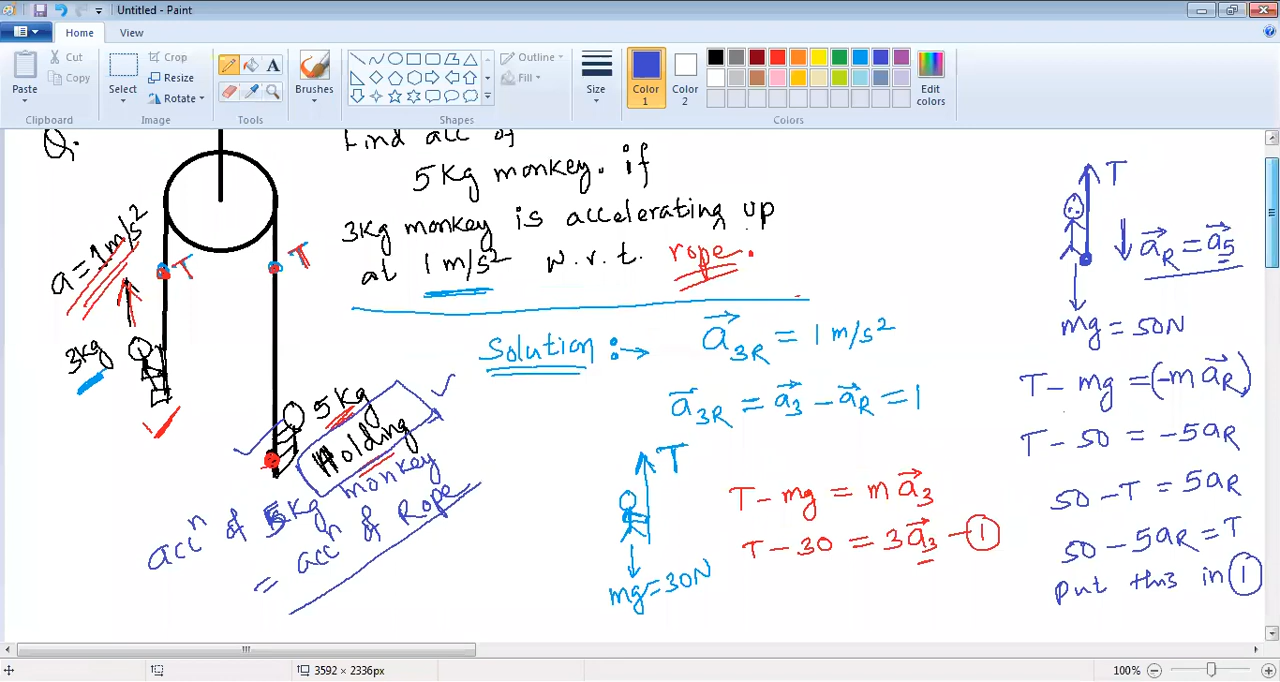 Untitled - Paint
Home
View
Paste
Cut
Copy
Clipboard
Select
Crop
Resize
Rotate
Image
A
Tools
Brushes
Outline
Fill
Shapes
Size
Color 1
Color 2
Edit colors
Colors
Q.
Find acc of
5Kg monkey. if
3Kg monkey is accelerating up
at 1 m/s² w.r.t. rope.
a = 1m/s²
T
T
3kg
5 Kg
Holding
accⁿ of 5Kg monkey
= accⁿ of Rope
Solution :→ a⃗3R = 1 m/s²
a⃗3R = a⃗3 − a⃗R = 1
T
mg=30N
T − mg = m a⃗3
T − 30 = 3a⃗3 − ①
T
a⃗R = a⃗5
mg = 50N
T − mg = (−m a⃗R)
T − 50 = −5aR
50 − T = 5aR
50 − 5aR = T
Put this in ①
3592 × 2336px
100%